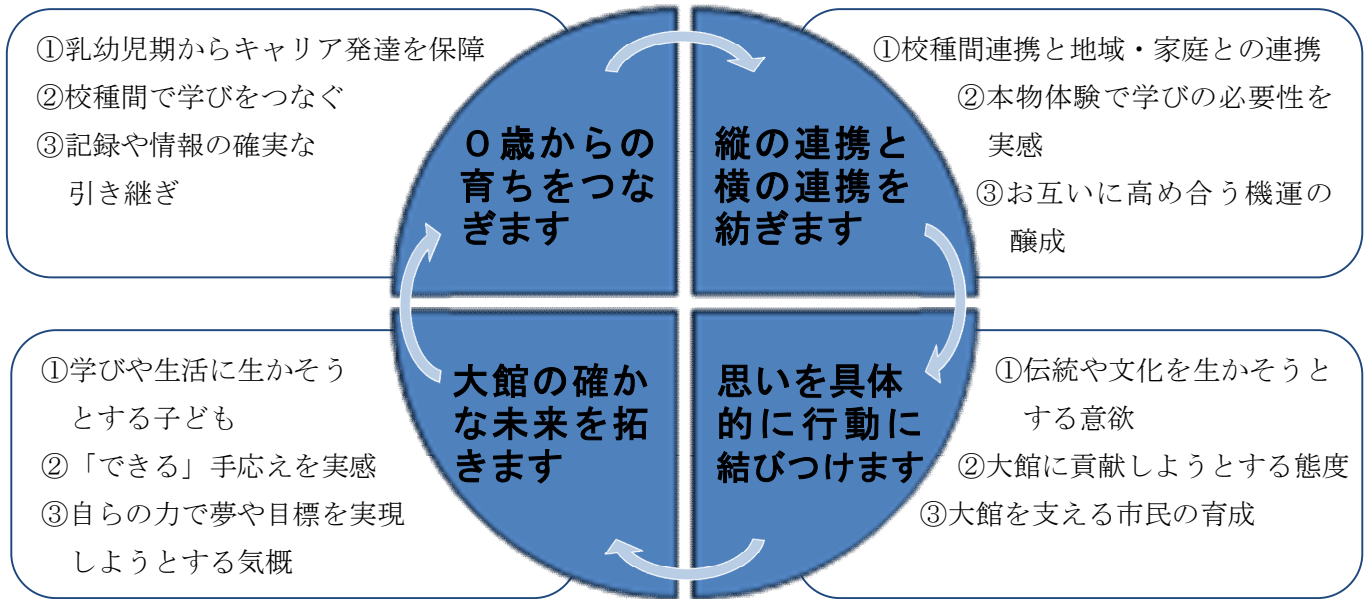 ①乳幼児期からキャリア発達を保障
②校種間で学びをつなぐ
③記録や情報の確実な
引き継ぎ
０歳からの
育ちをつな
ぎます
縦の連携と
横の連携を
紡ぎます
①校種間連携と地域・家庭との連携
②本物体験で学びの必要性を
実感
③お互いに高め合う機運の
醸成
①学びや生活に生かそう
とする子ども
②「できる」手応えを実感
③自らの力で夢や目標を実現
しようとする気概
大館の確か
な未来を拓
きます
思いを具体
的に行動に
結びつけます
①伝統や文化を生かそうと
する意欲
②大館に貢献しようとする態度
③大館を支える市民の育成